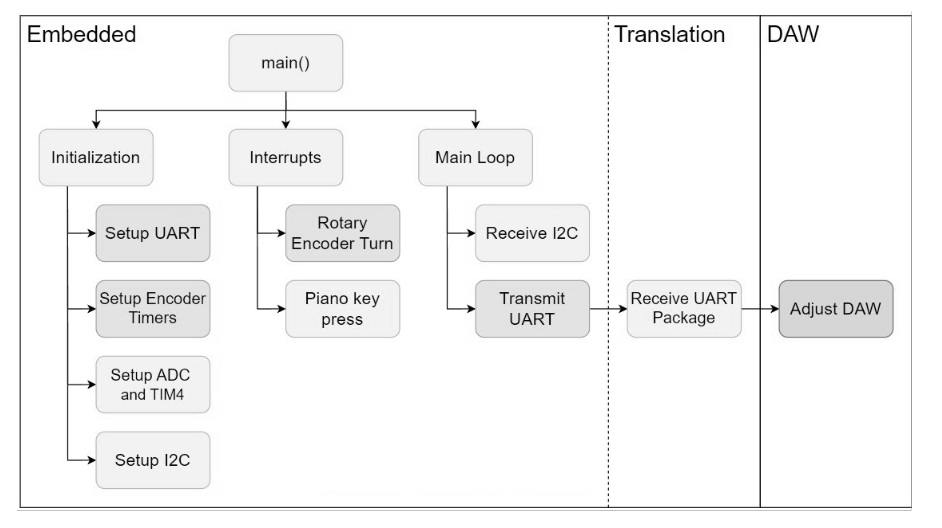 Embedded
Translation
DAW
main()
Initialization
Interrupts
Main Loop
Setup UART
Rotary
Encoder Turn
Receive I2C
Setup Encoder
Timers
Piano key
press
Transmit
UART
Receive UART
Package
Adjust DAW
Setup ADC
and TIM4
Setup I2C